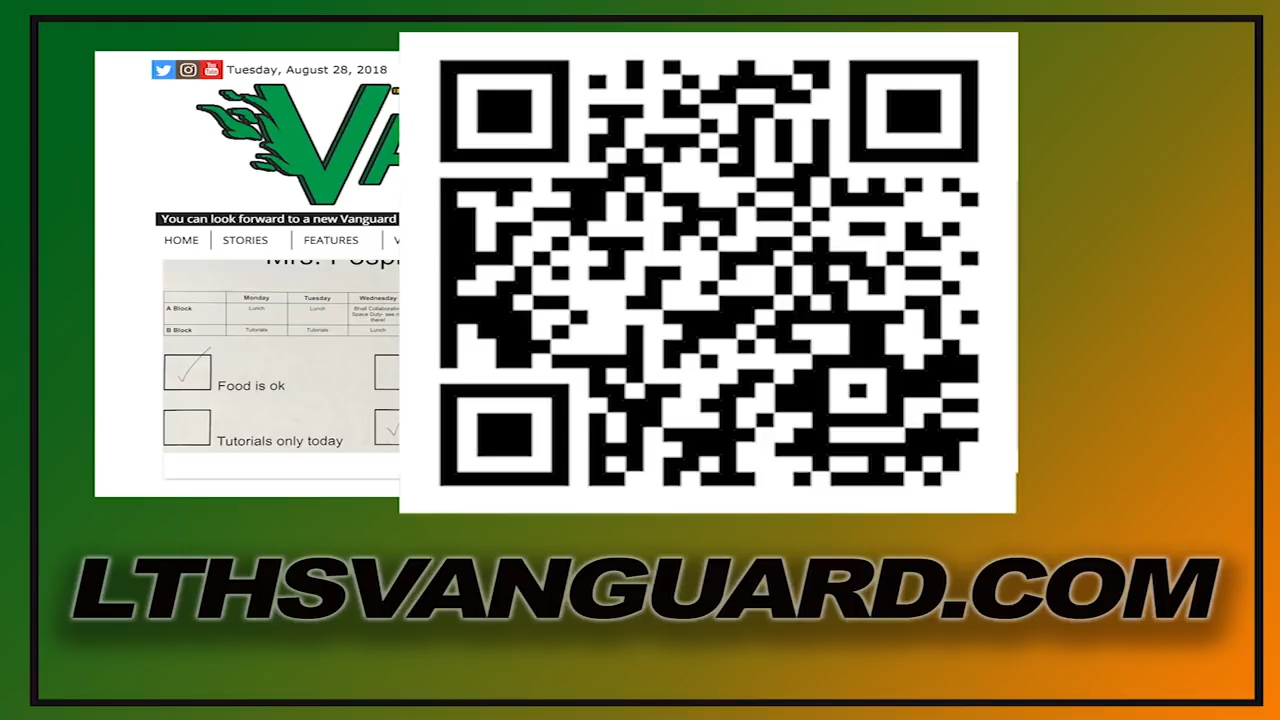 Tuesday, August 28, 2018
You can look forward to a new Vanguard
HOME STORIES FEATURES V
Monday Tuesday Wednesday
A Block Lunch Lunch
B Block Tutorials Tutorials Lunch
Food is ok
Tutorials only today
LTHSVANGUARD.COM